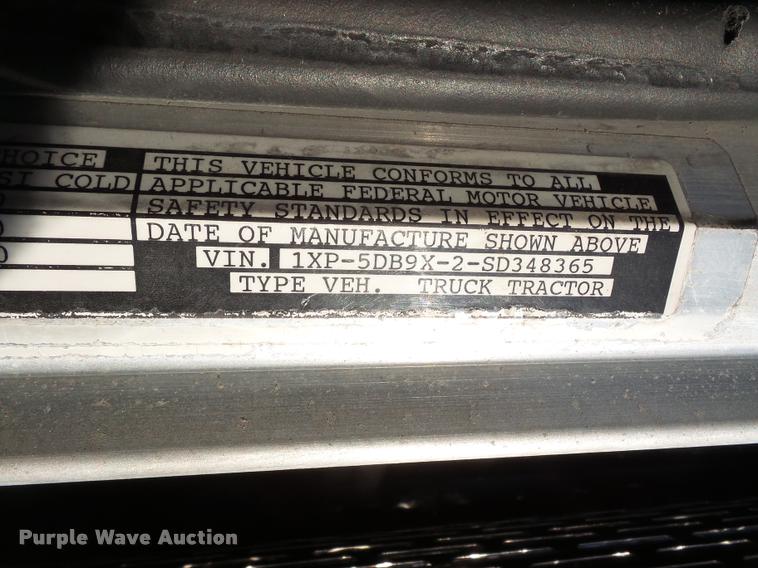 HOICE
SI COLD
THIS VEHICLE CONFORMS TO ALL
APPLICABLE FEDERAL MOTOR VEHICLE
SAFETY STANDARDS IN EFFECT ON THE
DATE OF MANUFACTURE SHOWN ABOVE
VIN. 1XP-5DB9X-2-SD348365
TYPE VEH. TRUCK TRACTOR
Purple Wave Auction